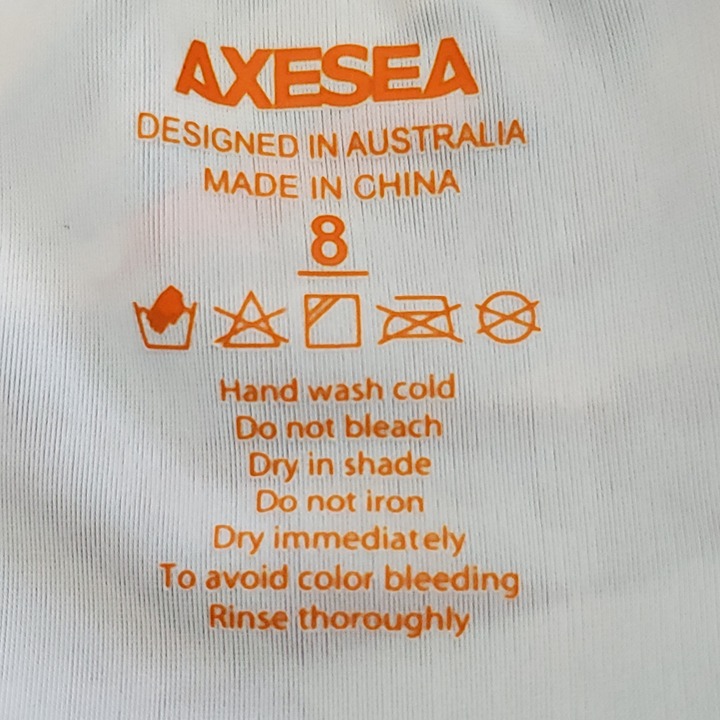 AXESEA
DESIGNED IN AUSTRALIA
MADE IN CHINA
8
Hand wash cold
Do not bleach
Dry in shade
Do not iron
Dry immediately
To avoid color bleeding
Rinse thoroughly